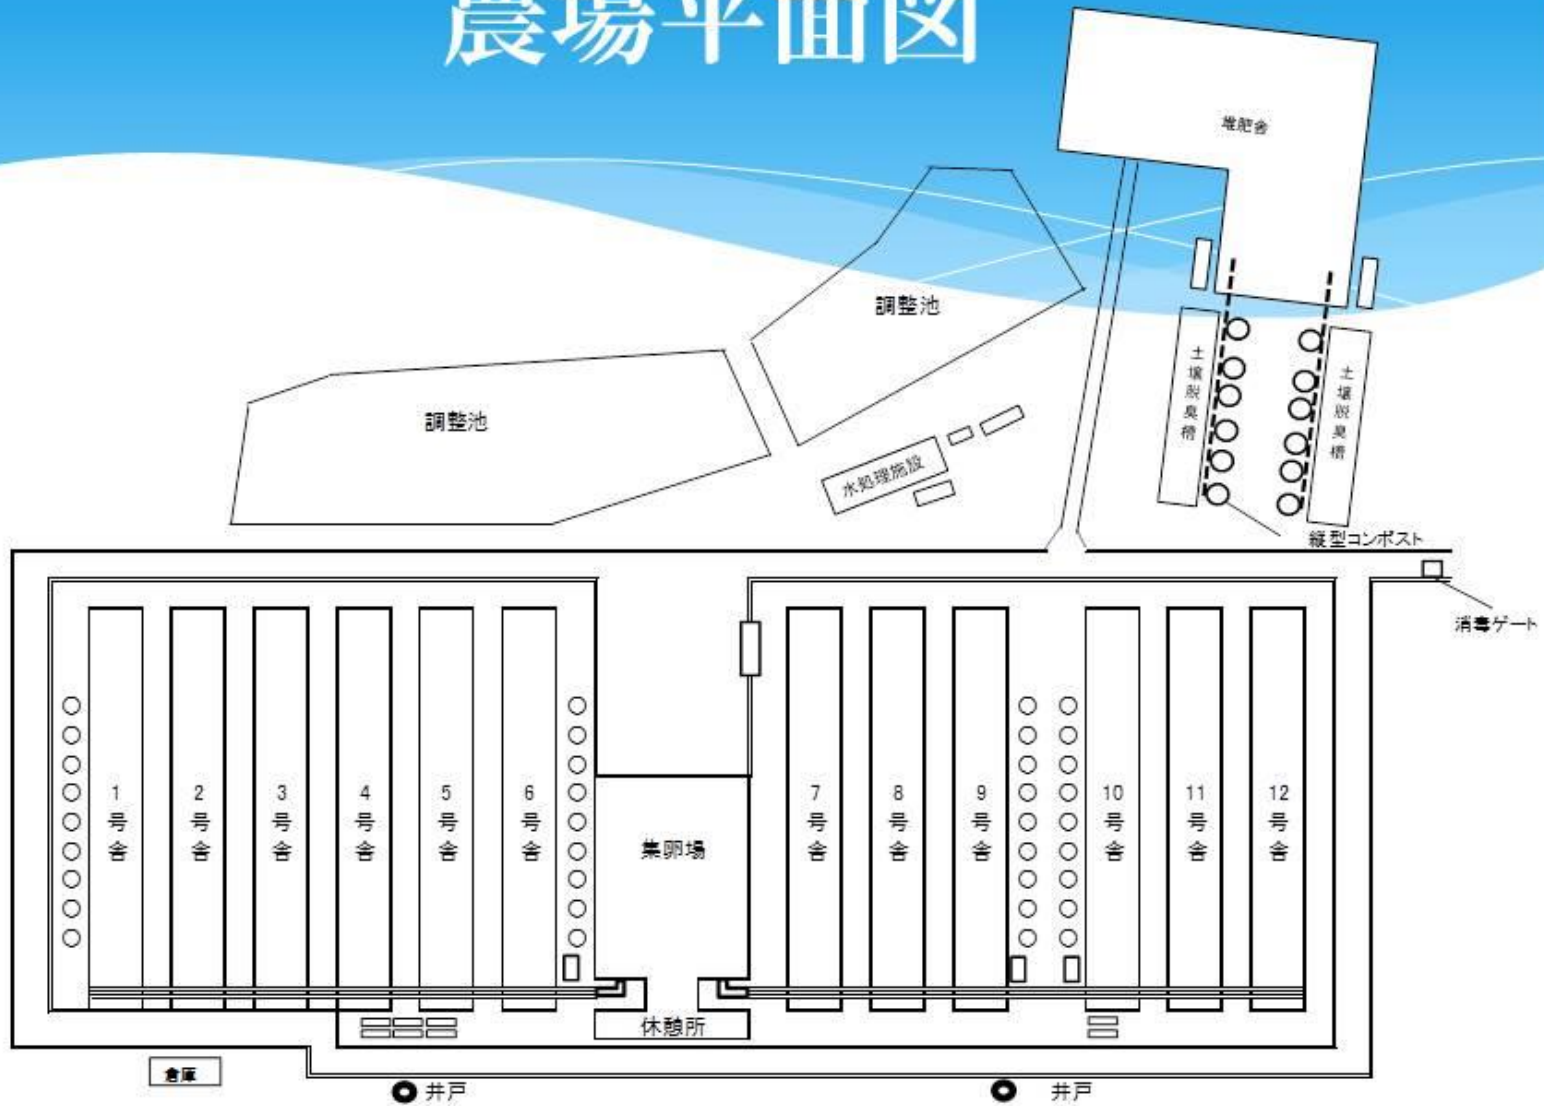 農場平面図
堆肥舎
調整池
調整池
水処理施設
土壌脱臭槽
土壌脱臭槽
縦型コンポスト
消毒ゲート
1号舎
2号舎
3号舎
4号舎
5号舎
6号舎
集卵場
7号舎
8号舎
9号舎
10号舎
11号舎
12号舎
休憩所
倉庫
井戸
井戸